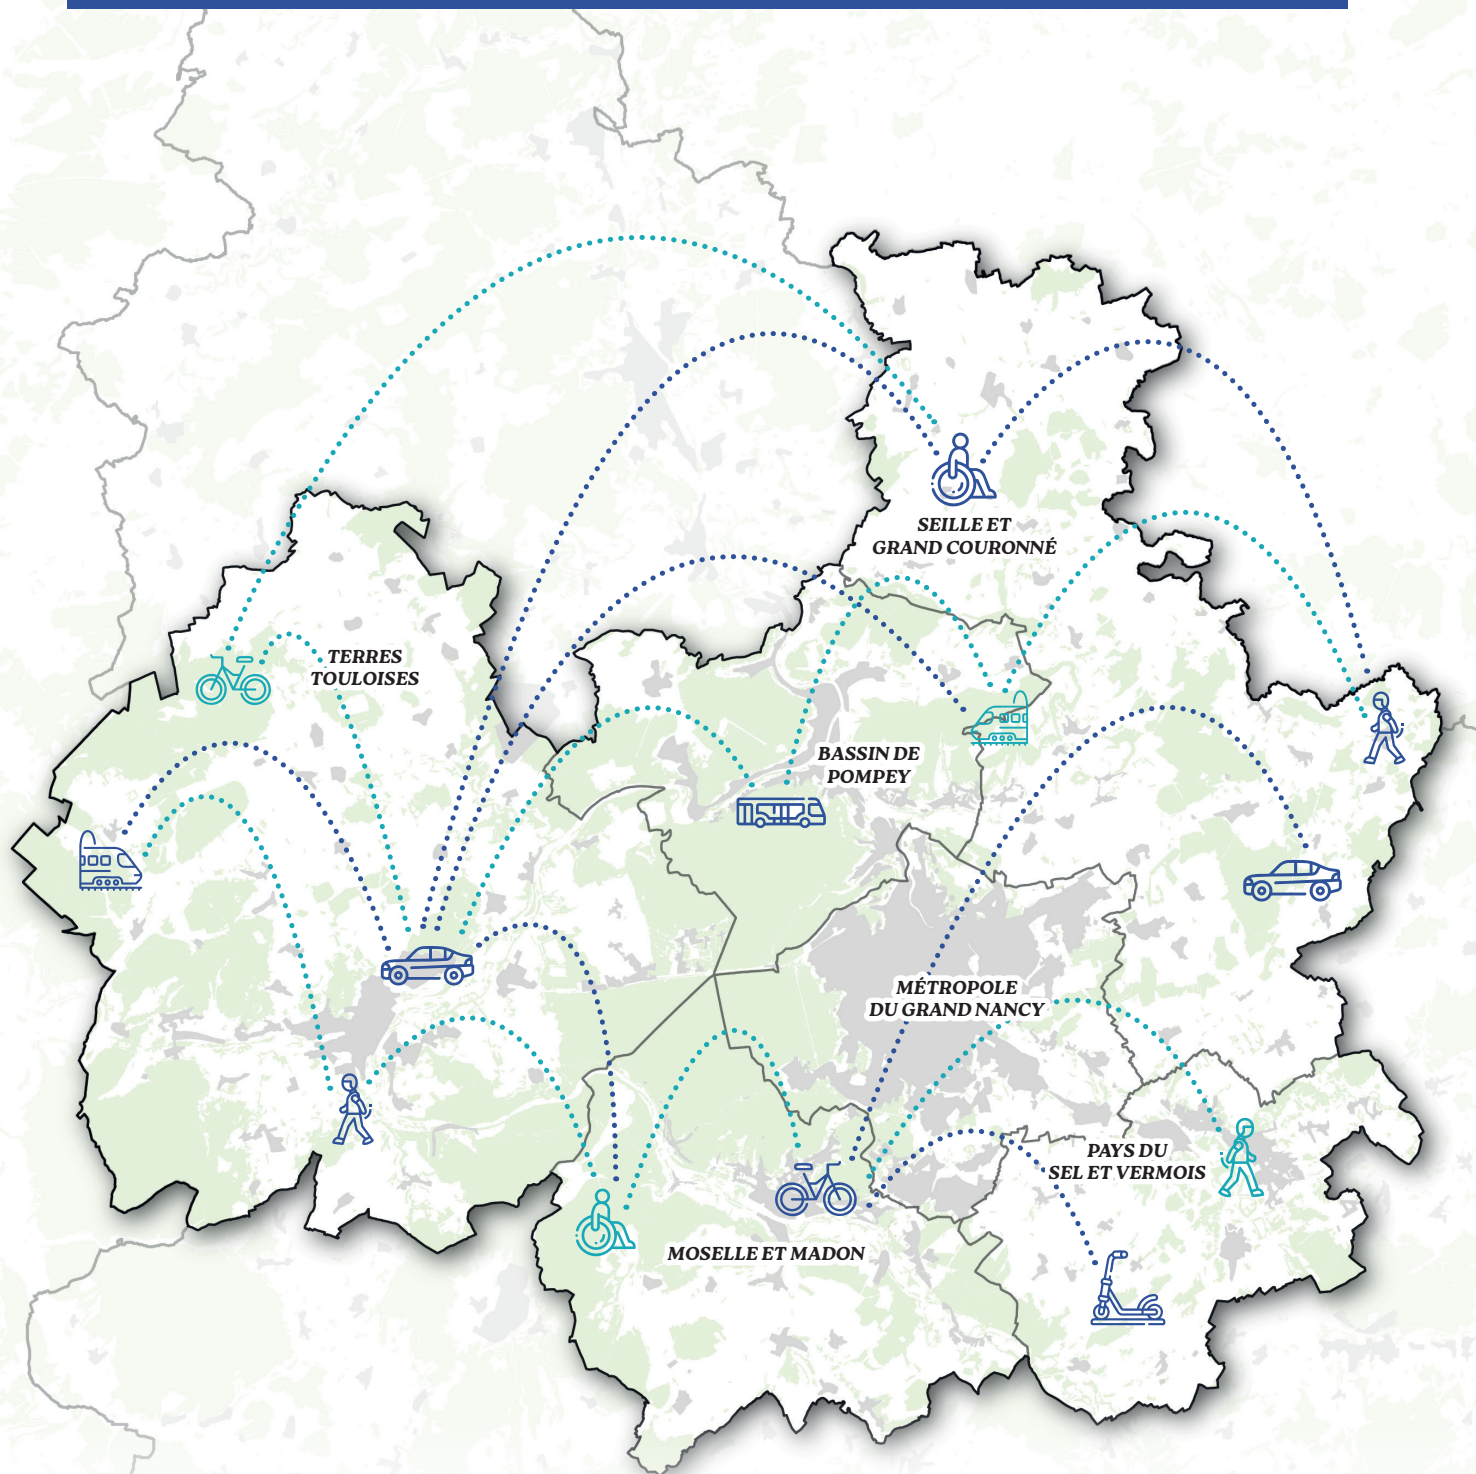 SEILLE ET
GRAND COURONNÉ
TERRES
TOULOISES
BASSIN DE
POMPEY
MÉTROPOLE
DU GRAND NANCY
PAYS DU
SEL ET VERMOIS
MOSELLE ET MADON